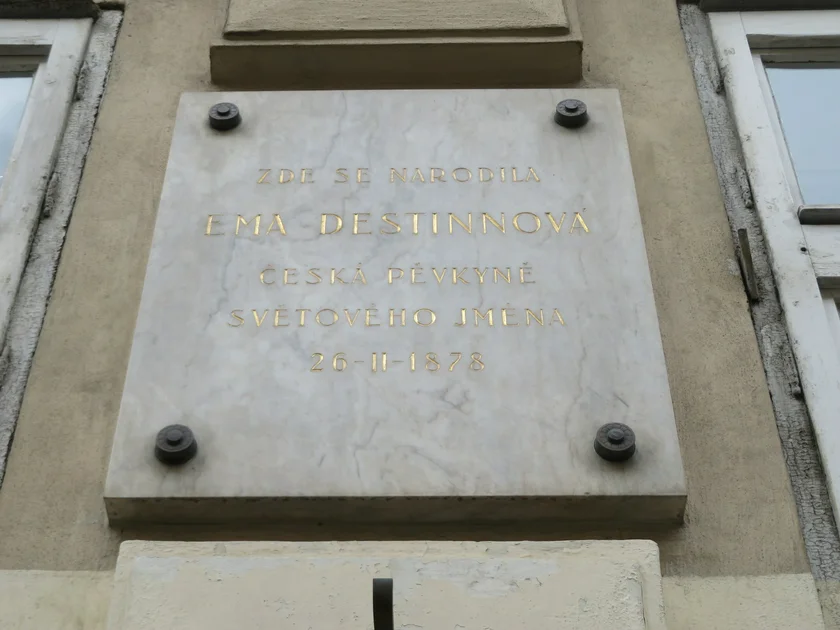 ZDE SE NARODILA
EMA DESTINNOVÁ
ČESKÁ PĚVKYNĚ
SVĚTOVÉHO JMÉNA
26-II-1878